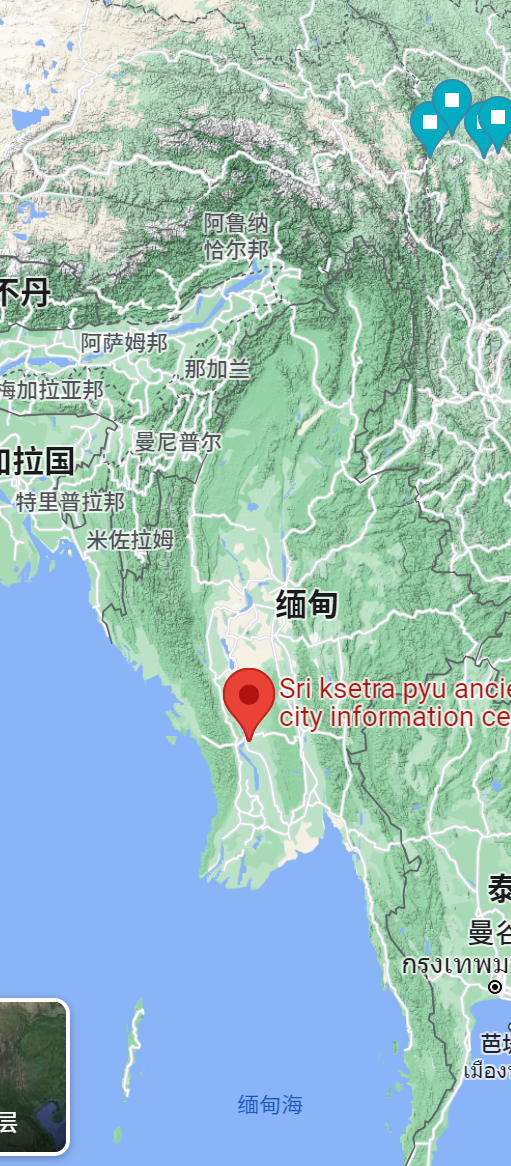 阿鲁纳
恰尔邦
不丹
阿萨姆邦
那加兰
梅加拉亚邦
曼尼普尔
加拉国
特里普拉邦
米佐拉姆
缅甸
Sri ksetra pyu ancie
city information ce
泰
曼谷
กรุงเทพม
芭堤
เมือง
缅甸海
层